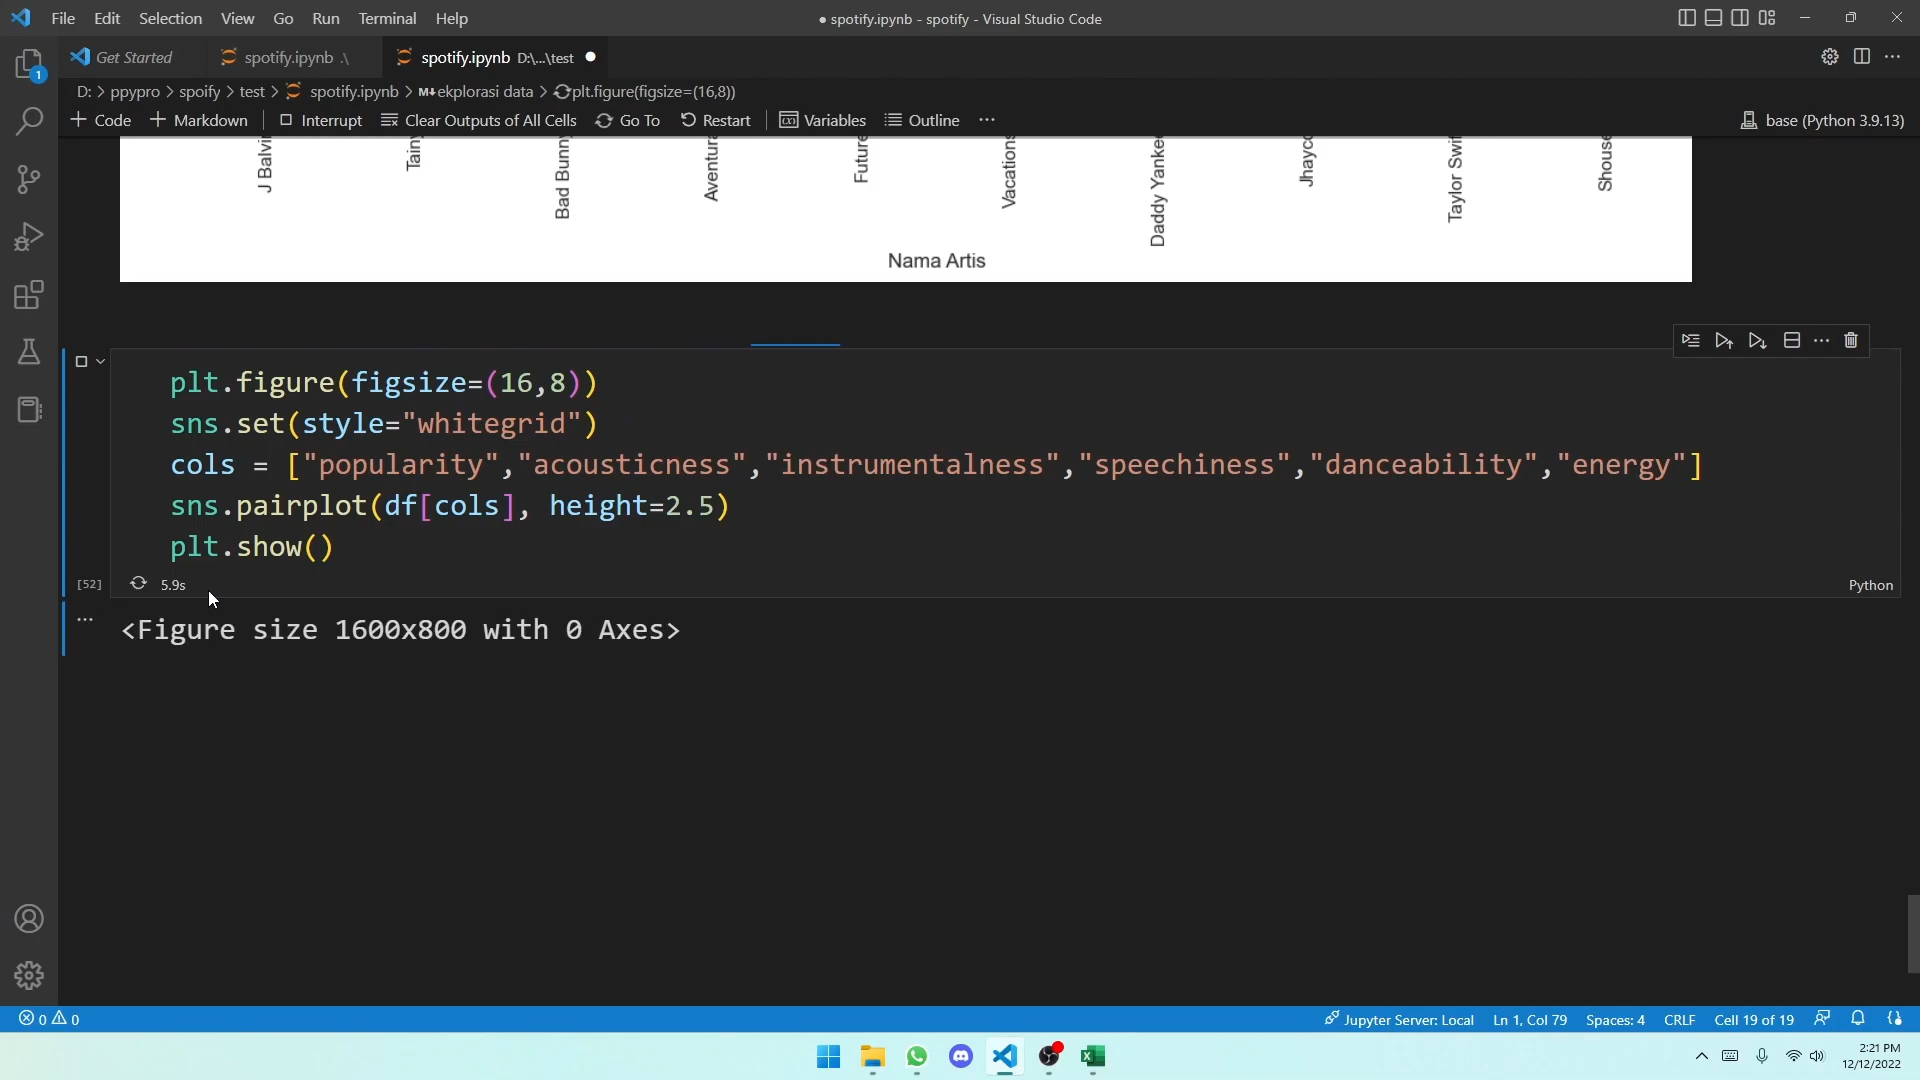 File Edit Selection View Go Run Terminal Help
● spotify.ipynb - spotify - Visual Studio Code
Get Started
spotify.ipynb .\
spotify.ipynb D:\...\test ●
D: > ppypro > spoify > test > spotify.ipynb > M↓ekplorasi data > plt.figure(figsize=(16,8))
+ Code + Markdown Interrupt Clear Outputs of All Cells Go To Restart Variables Outline ...
base (Python 3.9.13)
J Balvin
Tainy
Bad Bunny
Aventura
Future
Vacations
Daddy Yankee
Jhayco
Taylor Swift
Shouse
Nama Artis
plt.figure(figsize=(16,8))
sns.set(style="whitegrid")
cols = ["popularity","acousticness","instrumentalness","speechiness","danceability","energy"]
sns.pairplot(df[cols], height=2.5)
plt.show()
[52] 5.9s
Python
<Figure size 1600x800 with 0 Axes>
1
0 0
Jupyter Server: Local Ln 1, Col 79 Spaces: 4 CRLF Cell 19 of 19
2:21 PM
12/12/2022